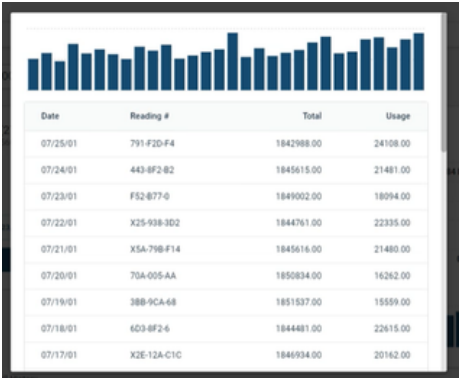 Date Reading # Total Usage
07/25/01 791-F2D-F4 1842988.00 24108.00
07/24/01 443-8F2-B2 1845615.00 21481.00
07/23/01 F52-B77-0 1849002.00 18094.00
07/22/01 X25-938-3D2 1844761.00 22335.00
07/21/01 X5A-79B-F14 1845616.00 21480.00
07/20/01 70A-005-AA 1850834.00 16262.00
07/19/01 3BB-9CA-68 1851537.00 15559.00
07/18/01 6D3-8F2-6 1844481.00 22615.00
07/17/01 X2E-12A-C1C 1846934.00 20162.00